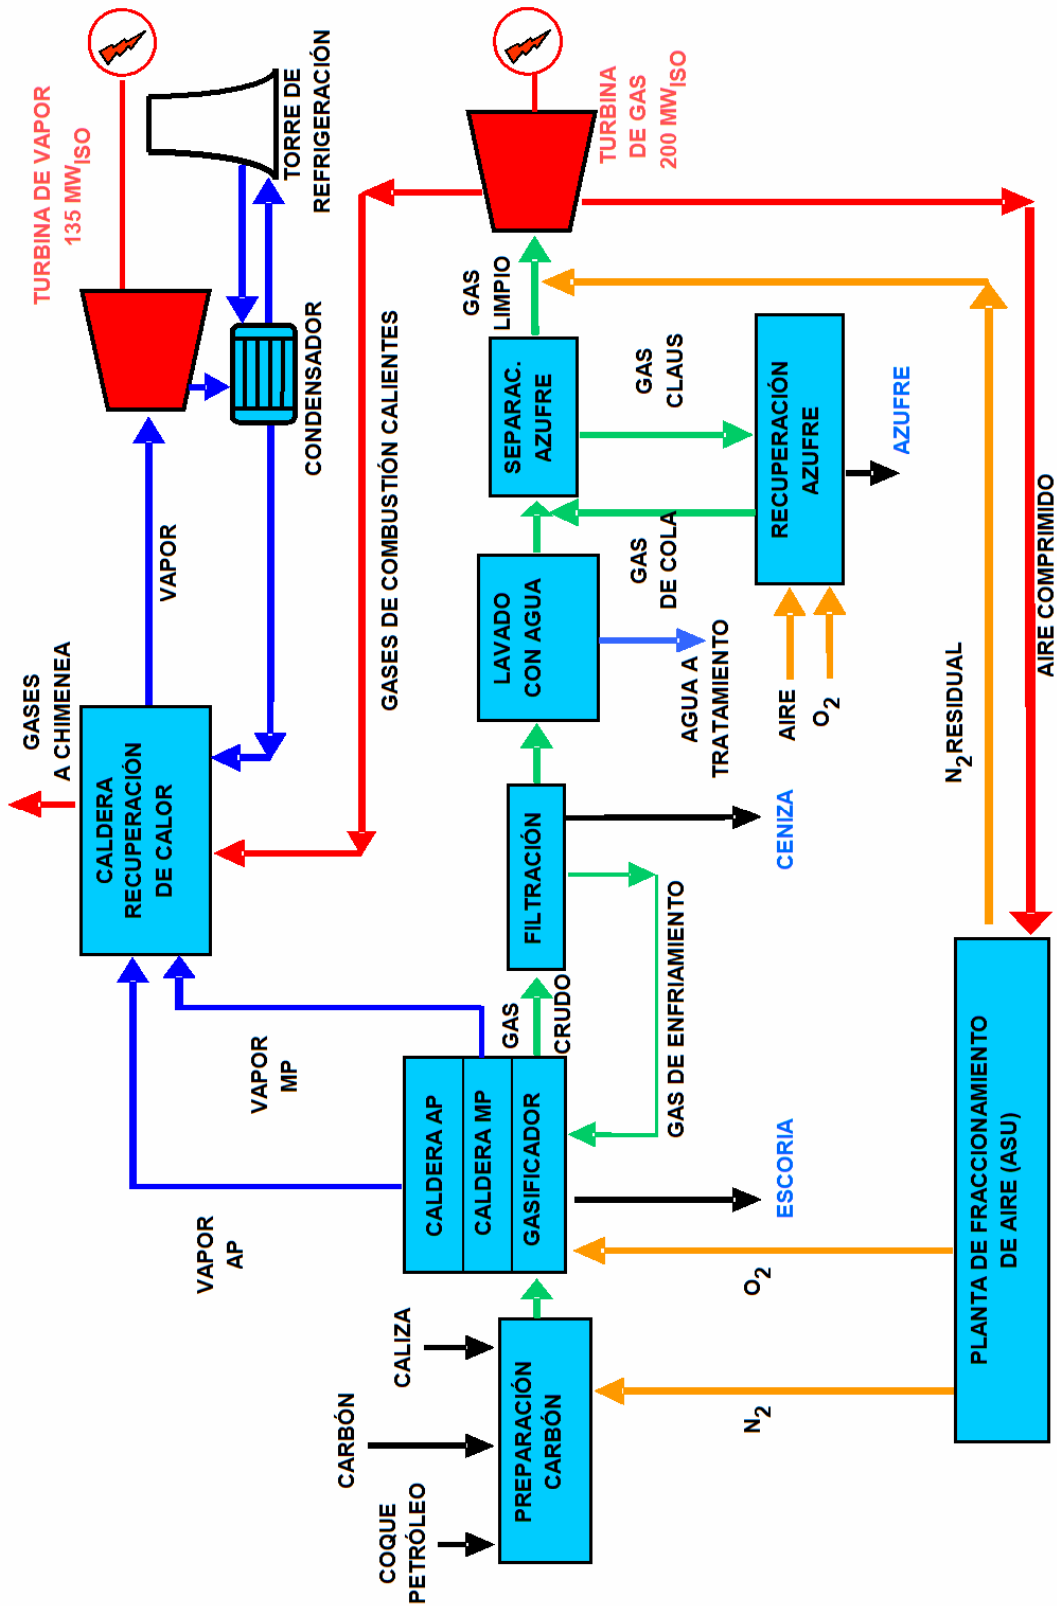 COQUE
PETRÓLEO
CARBÓN
CALIZA
PREPARACIÓN
CARBÓN
VAPOR
AP
VAPOR
MP
CALDERA AP
CALDERA MP
GASIFICADOR
GAS
CRUDO
GASES
A CHIMENEA
CALDERA
RECUPERACIÓN
DE CALOR
VAPOR
TURBINA DE VAPOR
135 MWISO
TORRE DE
REFRIGERACIÓN
CONDENSADOR
GASES DE COMBUSTIÓN CALIENTES
FILTRACIÓN
LAVADO
CON AGUA
SEPARAC.
AZUFRE
GAS
LIMPIO
TURBINA
DE GAS
200 MWISO
GAS DE ENFRIAMIENTO
ESCORIA
CENIZA
AGUA A
TRATAMIENTO
GAS
DE COLA
GAS
CLAUS
AIRE
O2
RECUPERACIÓN
AZUFRE
AZUFRE
N2
O2
N2RESIDUAL
AIRE COMPRIMIDO
PLANTA DE FRACCIONAMIENTO
DE AIRE (ASU)